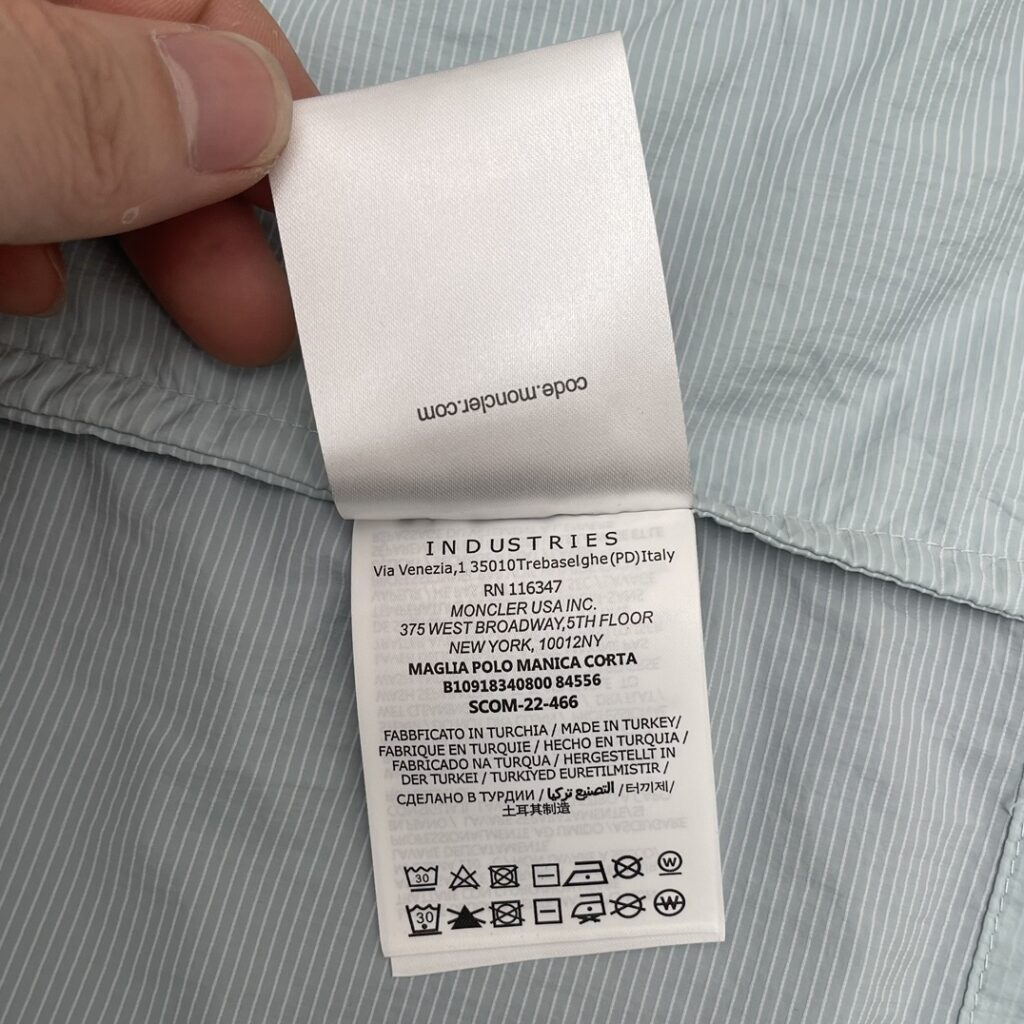 code.moncler.com
INDUSTRIES
Via Venezia,1 35010Trebaselghe(PD)Italy
RN 116347
MONCLER USA INC.
375 WEST BROADWAY,5TH FLOOR
NEW YORK, 10012NY
MAGLIA POLO MANICA CORTA
B10918340800 84556
SCOM-22-466
FABBFICATO IN TURCHIA / MADE IN TURKEY/
FABRIQUE EN TURQUIE / HECHO EN TURQUIA /
FABRICADO NA TURQUA / HERGESTELLT IN
DER TURKEI / TURKIYED EURETILMISTIR /
СДЕЛАНО В ТУРДИИ / التصنيع تركيا /터키제/
土耳其制造
30 W
30 W